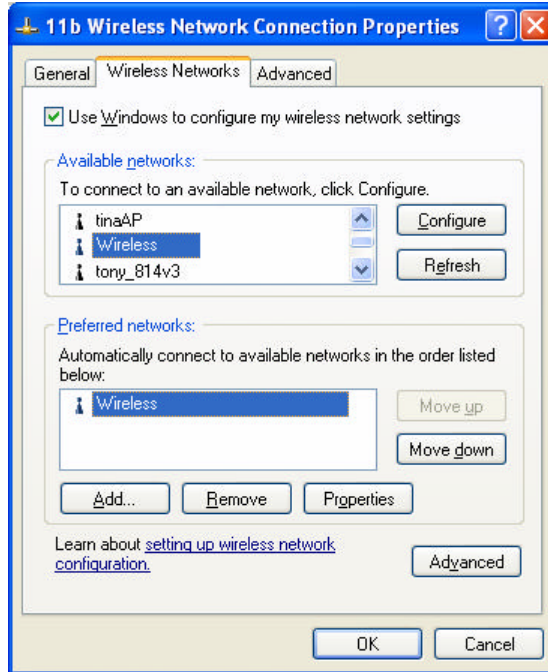 11b Wireless Network Connection Properties
General Wireless Networks Advanced
Use Windows to configure my wireless network settings
Available networks:
To connect to an available network, click Configure.
tinaAP
Wireless
tony_814v3
Configure
Refresh
Preferred networks:
Automatically connect to available networks in the order listed
below:
Wireless
Move up
Move down
Add... Remove Properties
Learn about setting up wireless network
configuration.
Advanced
OK Cancel